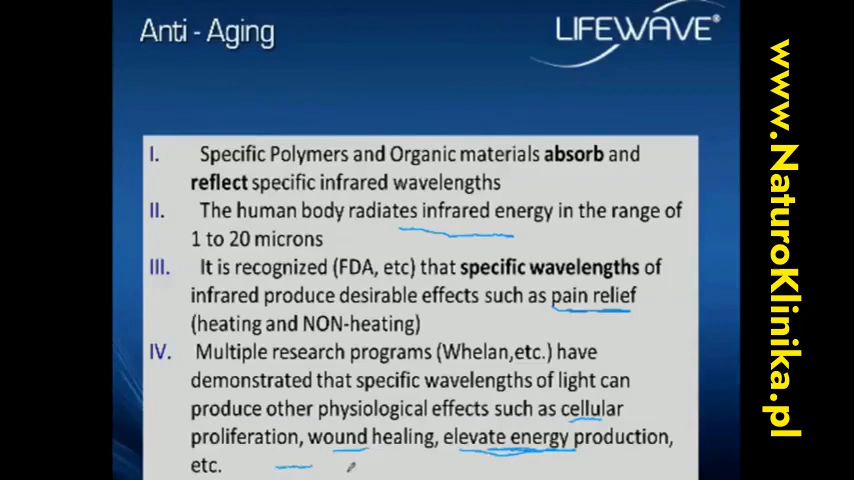 Anti - Aging
LIFEWAVE®
I. Specific Polymers and Organic materials absorb and
reflect specific infrared wavelengths
II. The human body radiates infrared energy in the range of
1 to 20 microns
III. It is recognized (FDA, etc) that specific wavelengths of
infrared produce desirable effects such as pain relief
(heating and NON-heating)
IV. Multiple research programs (Whelan,etc.) have
demonstrated that specific wavelengths of light can
produce other physiological effects such as cellular
proliferation, wound healing, elevate energy production,
etc.
www.NaturoKlinika.pl